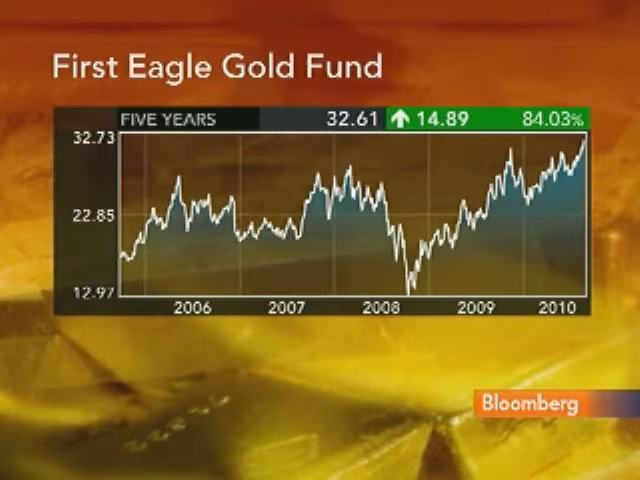 First Eagle Gold Fund
FIVE YEARS 32.61 14.89 84.03%
32.73
22.85
12.97
2006 2007 2008 2009 2010
Bloomberg